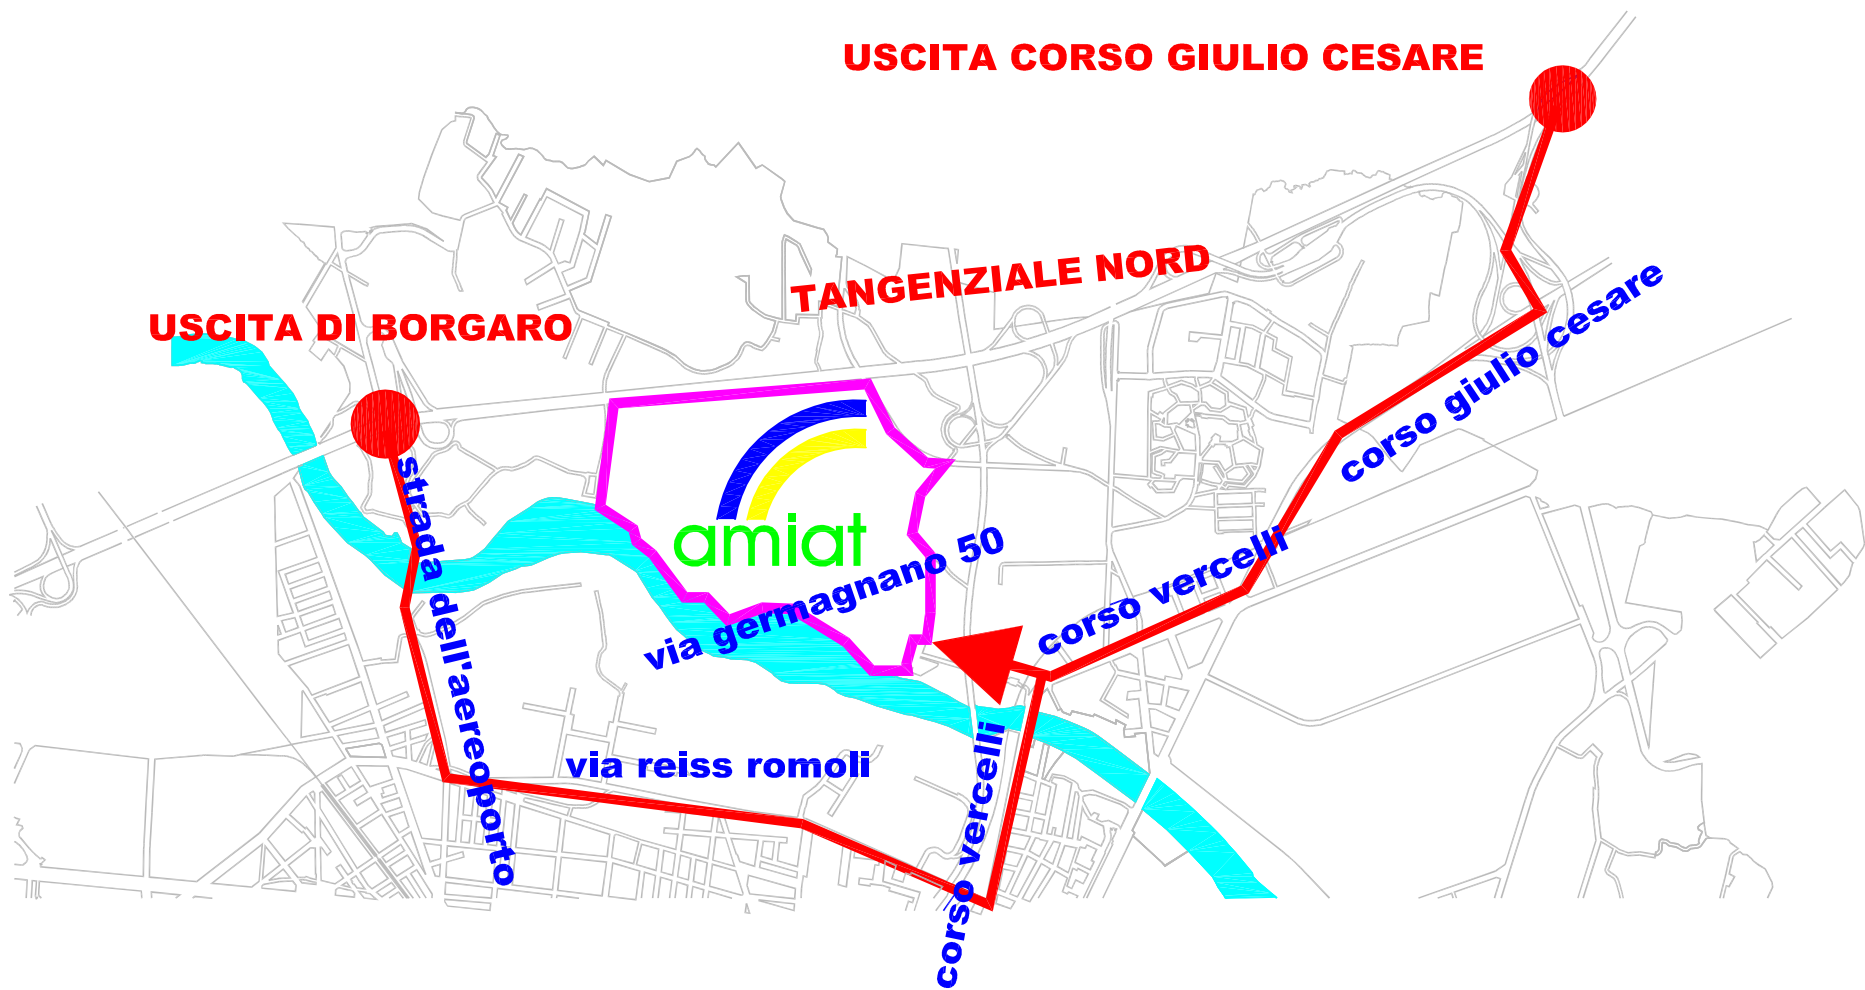 USCITA CORSO GIULIO CESARE
TANGENZIALE NORD
USCITA DI BORGARO
corso giulio cesare
amiat
via germagnano 50
corso vercelli
strada dell'aereoporto
via reiss romoli
corso vercelli